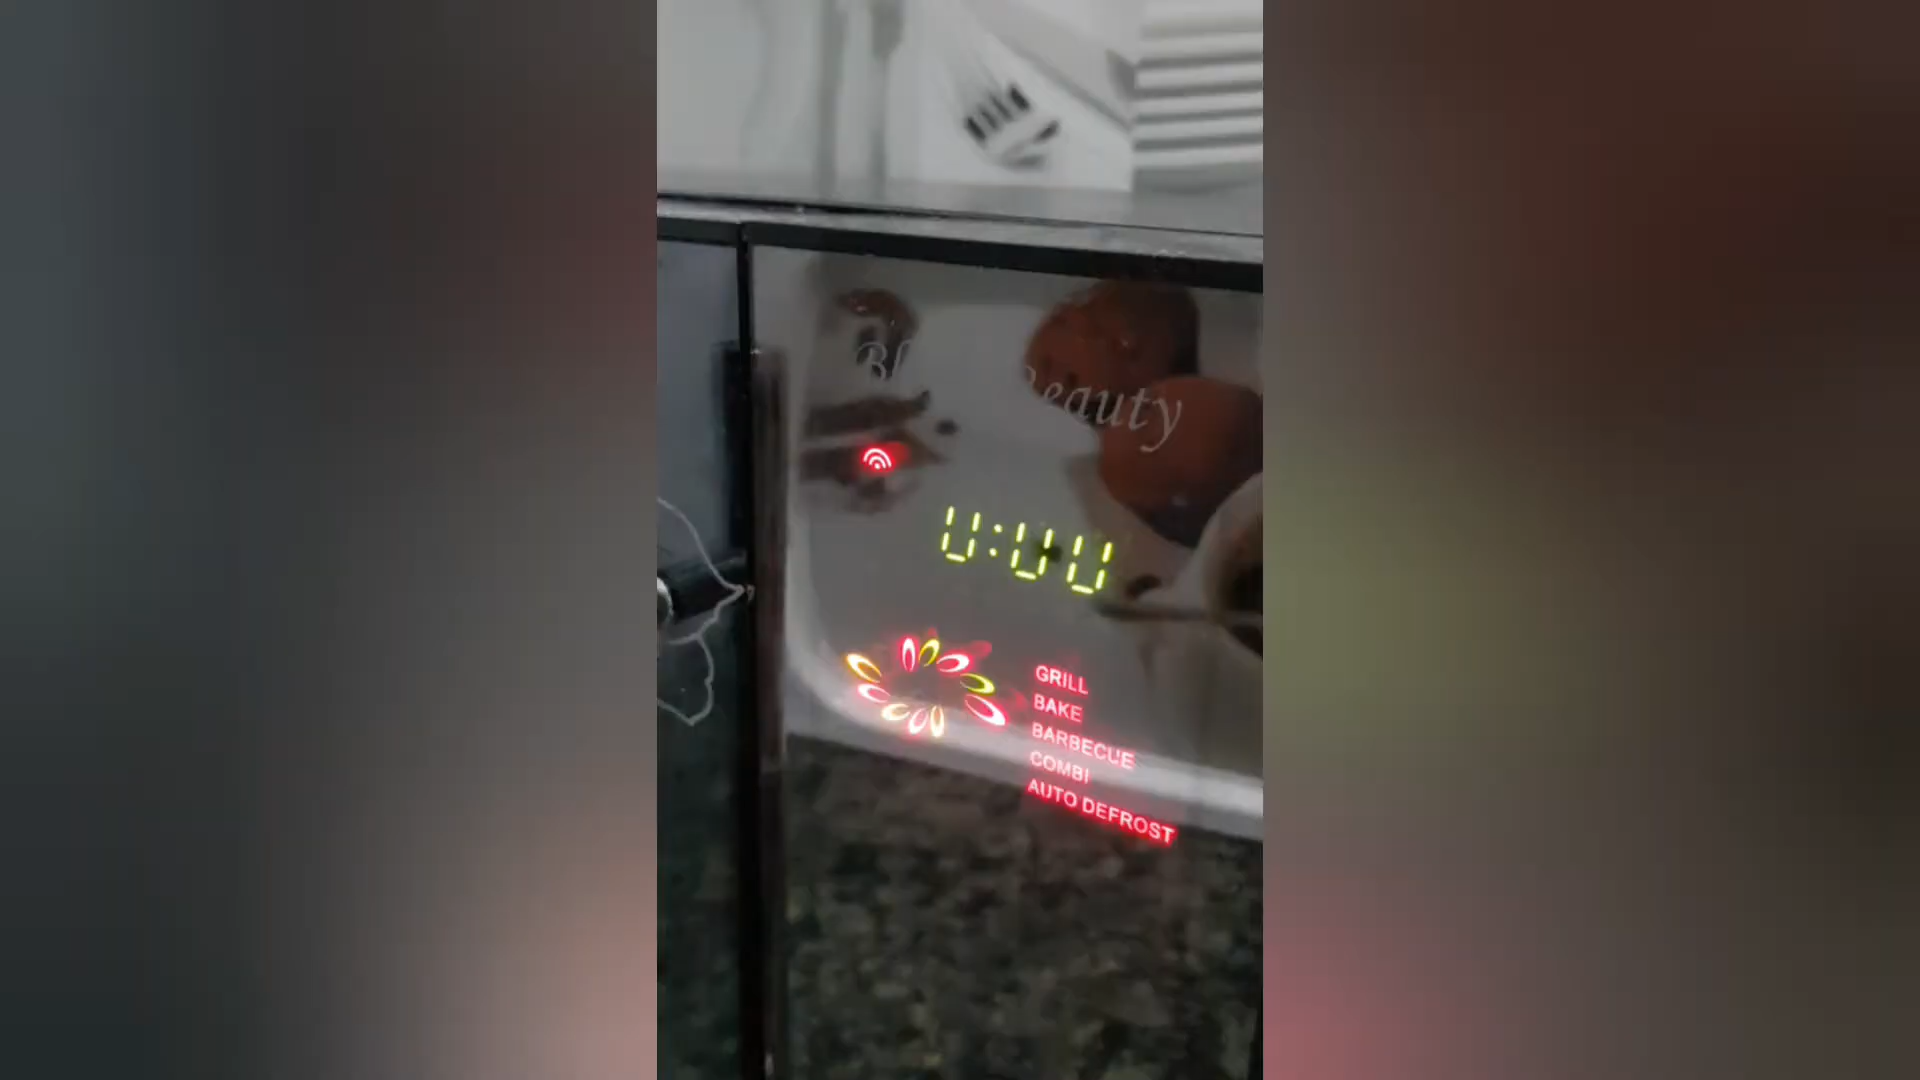 Beauty
0:00
GRILL
BAKE
BARBECUE
COMBI
AUTO DEFROST